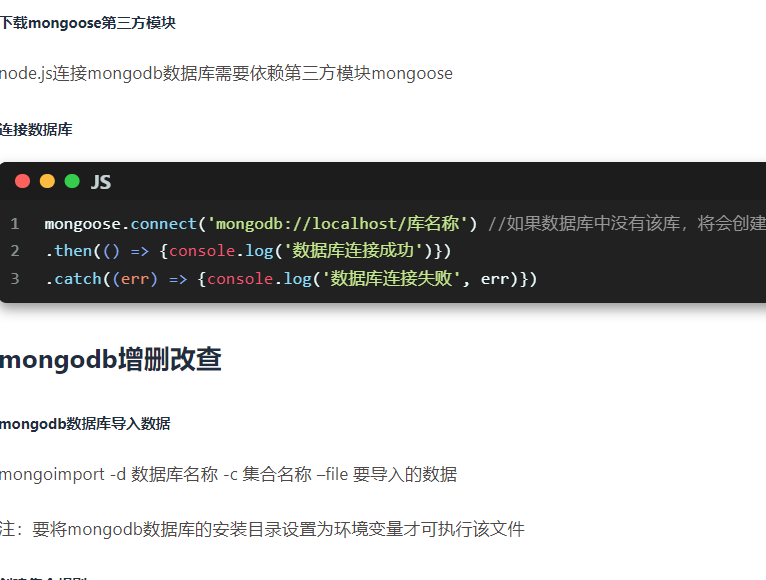 下载mongoose第三方模块
node.js连接mongodb数据库需要依赖第三方模块mongoose
连接数据库
JS
1 mongoose.connect('mongodb://localhost/库名称') //如果数据库中没有该库，将会创建
2 .then(() => {console.log('数据库连接成功')})
3 .catch((err) => {console.log('数据库连接失败', err)})
mongodb增删改查
mongodb数据库导入数据
mongoimport -d 数据库名称 -c 集合名称 –file 要导入的数据
注：要将mongodb数据库的安装目录设置为环境变量才可执行该文件